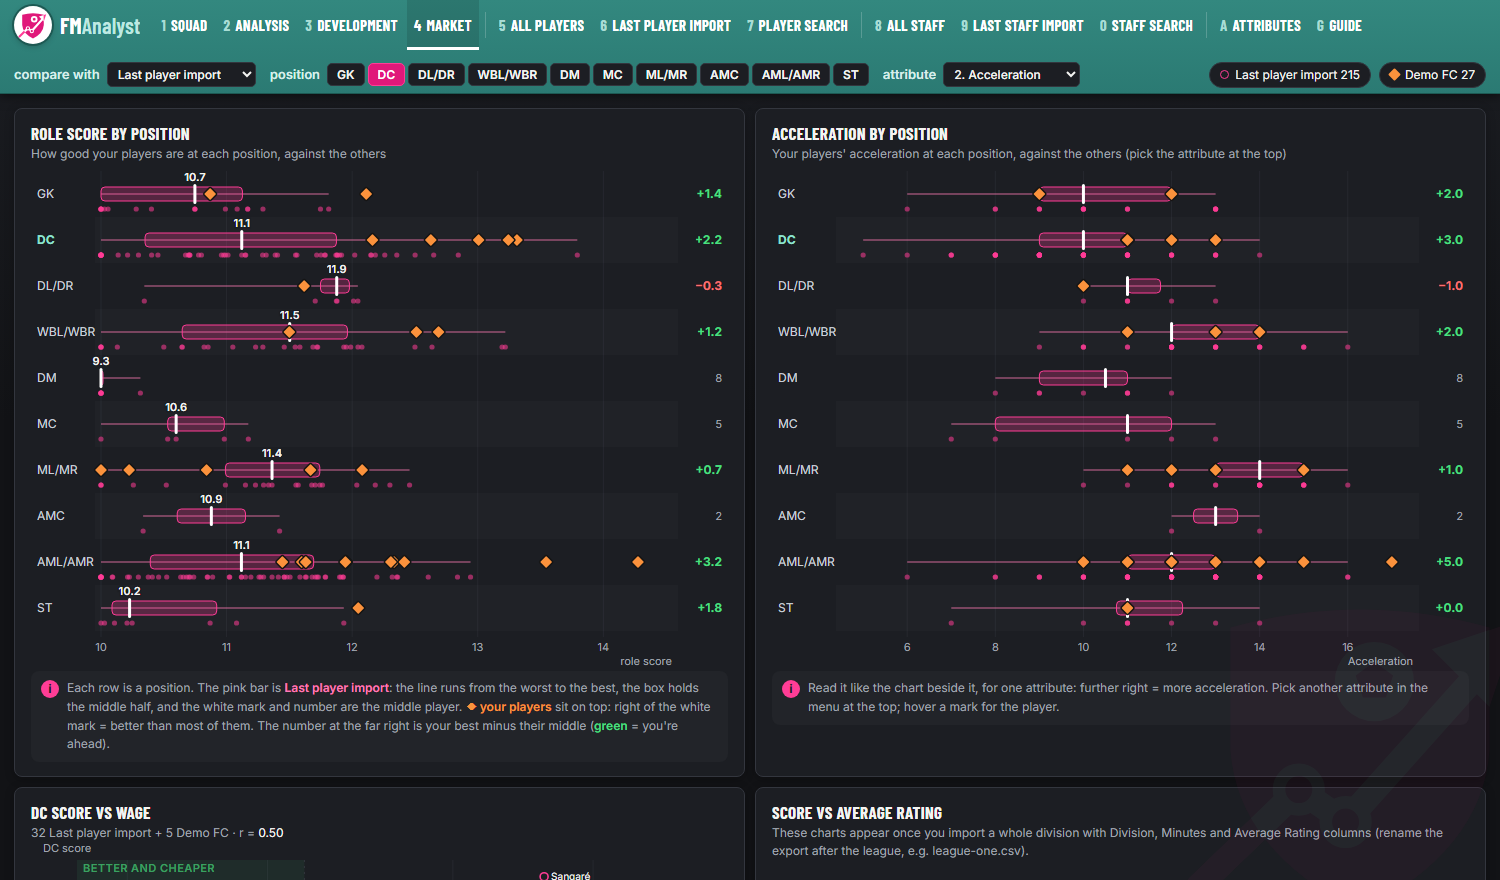 FMAnalyst 1 SQUAD 2 ANALYSIS 3 DEVELOPMENT 4 MARKET 5 ALL PLAYERS 6 LAST PLAYER IMPORT 7 PLAYER SEARCH 8 ALL STAFF 9 LAST STAFF IMPORT 0 STAFF SEARCH A ATTRIBUTES G GUIDE
compare with Last player import position GK DC DL/DR WBL/WBR DM MC ML/MR AMC AML/AMR ST attribute 2. Acceleration Last player import 215 Demo FC 27
ROLE SCORE BY POSITION
How good your players are at each position, against the others
10.7
GK +1.4
11.1
DC +2.2
11.9
DL/DR −0.3
11.5
WBL/WBR +1.2
9.3
DM 8
10.6
MC 5
11.4
ML/MR +0.7
10.9
AMC 2
11.1
AML/AMR +3.2
10.2
ST +1.8
10 11 12 13 14
role score
i Each row is a position. The pink bar is Last player import: the line runs from the worst to the best, the box holds
the middle half, and the white mark and number are the middle player. your players sit on top: right of the white
mark = better than most of them. The number at the far right is your best minus their middle (green = you're
ahead).
ACCELERATION BY POSITION
Your players' acceleration at each position, against the others (pick the attribute at the top)
GK +2.0
DC +3.0
DL/DR −1.0
WBL/WBR +2.0
DM 8
MC 5
ML/MR +1.0
AMC 2
AML/AMR +5.0
ST +0.0
6 8 10 12 14 16
Acceleration
i Read it like the chart beside it, for one attribute: further right = more acceleration. Pick another attribute in the
menu at the top; hover a mark for the player.
DC SCORE VS WAGE
32 Last player import + 5 Demo FC · r = 0.50
DC score
BETTER AND CHEAPER
Sangaré
SCORE VS AVERAGE RATING
These charts appear once you import a whole division with Division, Minutes and Average Rating columns (rename the
export after the league, e.g. league-one.csv).